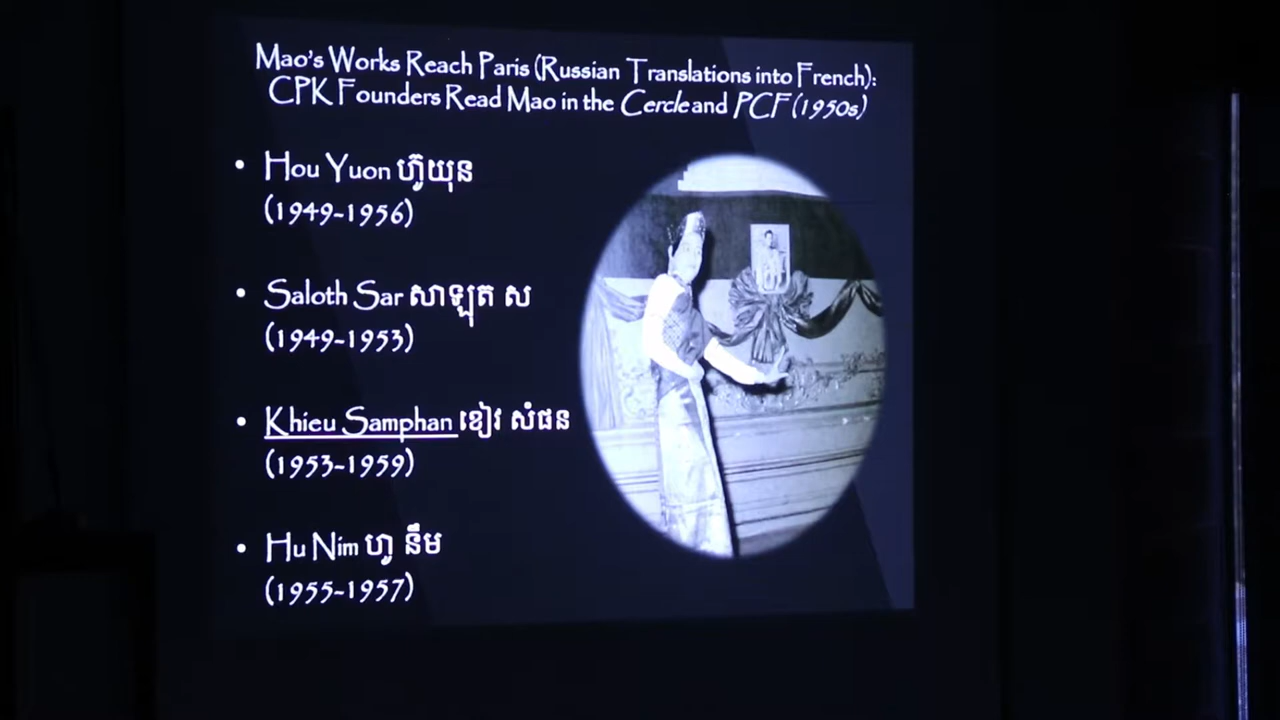 Mao's Works Reach Paris (Russian Translations into French):
CPK Founders Read Mao in the Cercle and PCF (1950s)
• Hou Yuon ហ៊ូយុន
(1949-1956)
• Saloth Sar សាឡុត ស
(1949-1953)
• Khieu Samphan ខៀវ សំផន
(1953-1959)
• Hu Nim ហូ នឹម
(1955-1957)